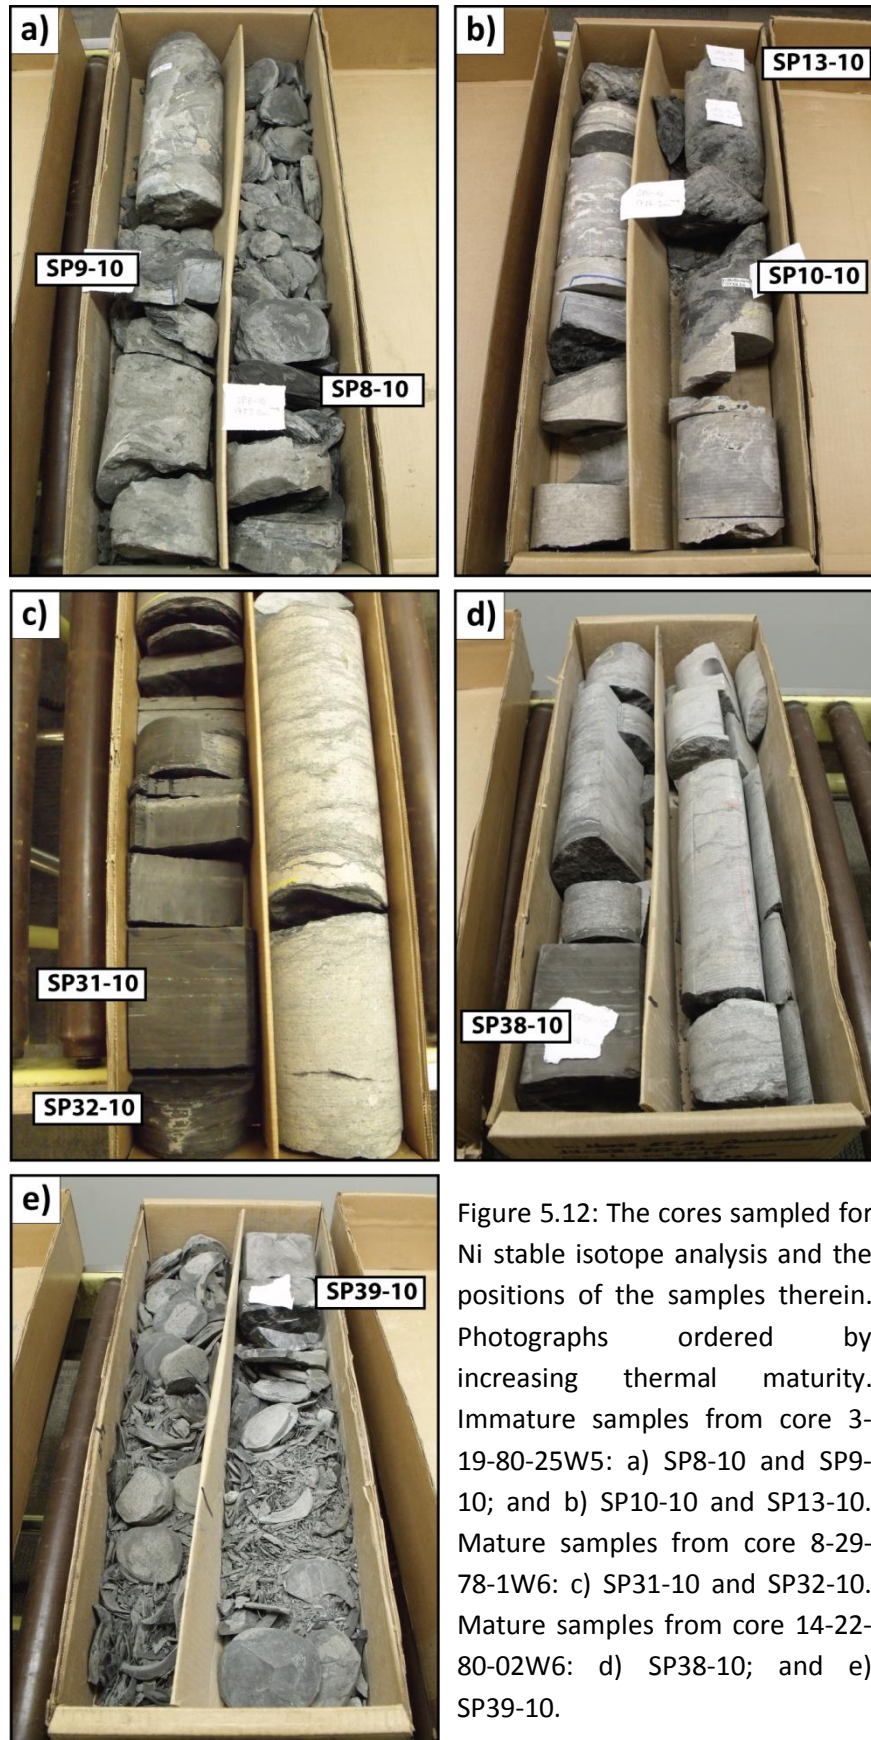 a)
SP9-10
SP8-10
b)
SP13-10
SP10-10
c)
SP31-10
SP32-10
d)
SP38-10
e)
SP39-10
Figure 5.12: The cores sampled for
Ni stable isotope analysis and the
positions of the samples therein.
Photographs ordered by
increasing thermal maturity.
Immature samples from core 3-
19-80-25W5: a) SP8-10 and SP9-
10; and b) SP10-10 and SP13-10.
Mature samples from core 8-29-
78-1W6: c) SP31-10 and SP32-10.
Mature samples from core 14-22-
80-02W6: d) SP38-10; and e)
SP39-10.